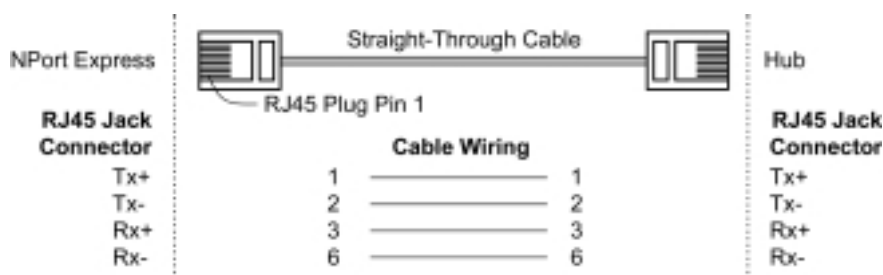 Straight-Through Cable
NPort Express
Hub
RJ45 Plug Pin 1
RJ45 Jack Connector
Cable Wiring
RJ45 Jack Connector
Tx+ 1 1 Tx+
Tx- 2 2 Tx-
Rx+ 3 3 Rx+
Rx- 6 6 Rx-